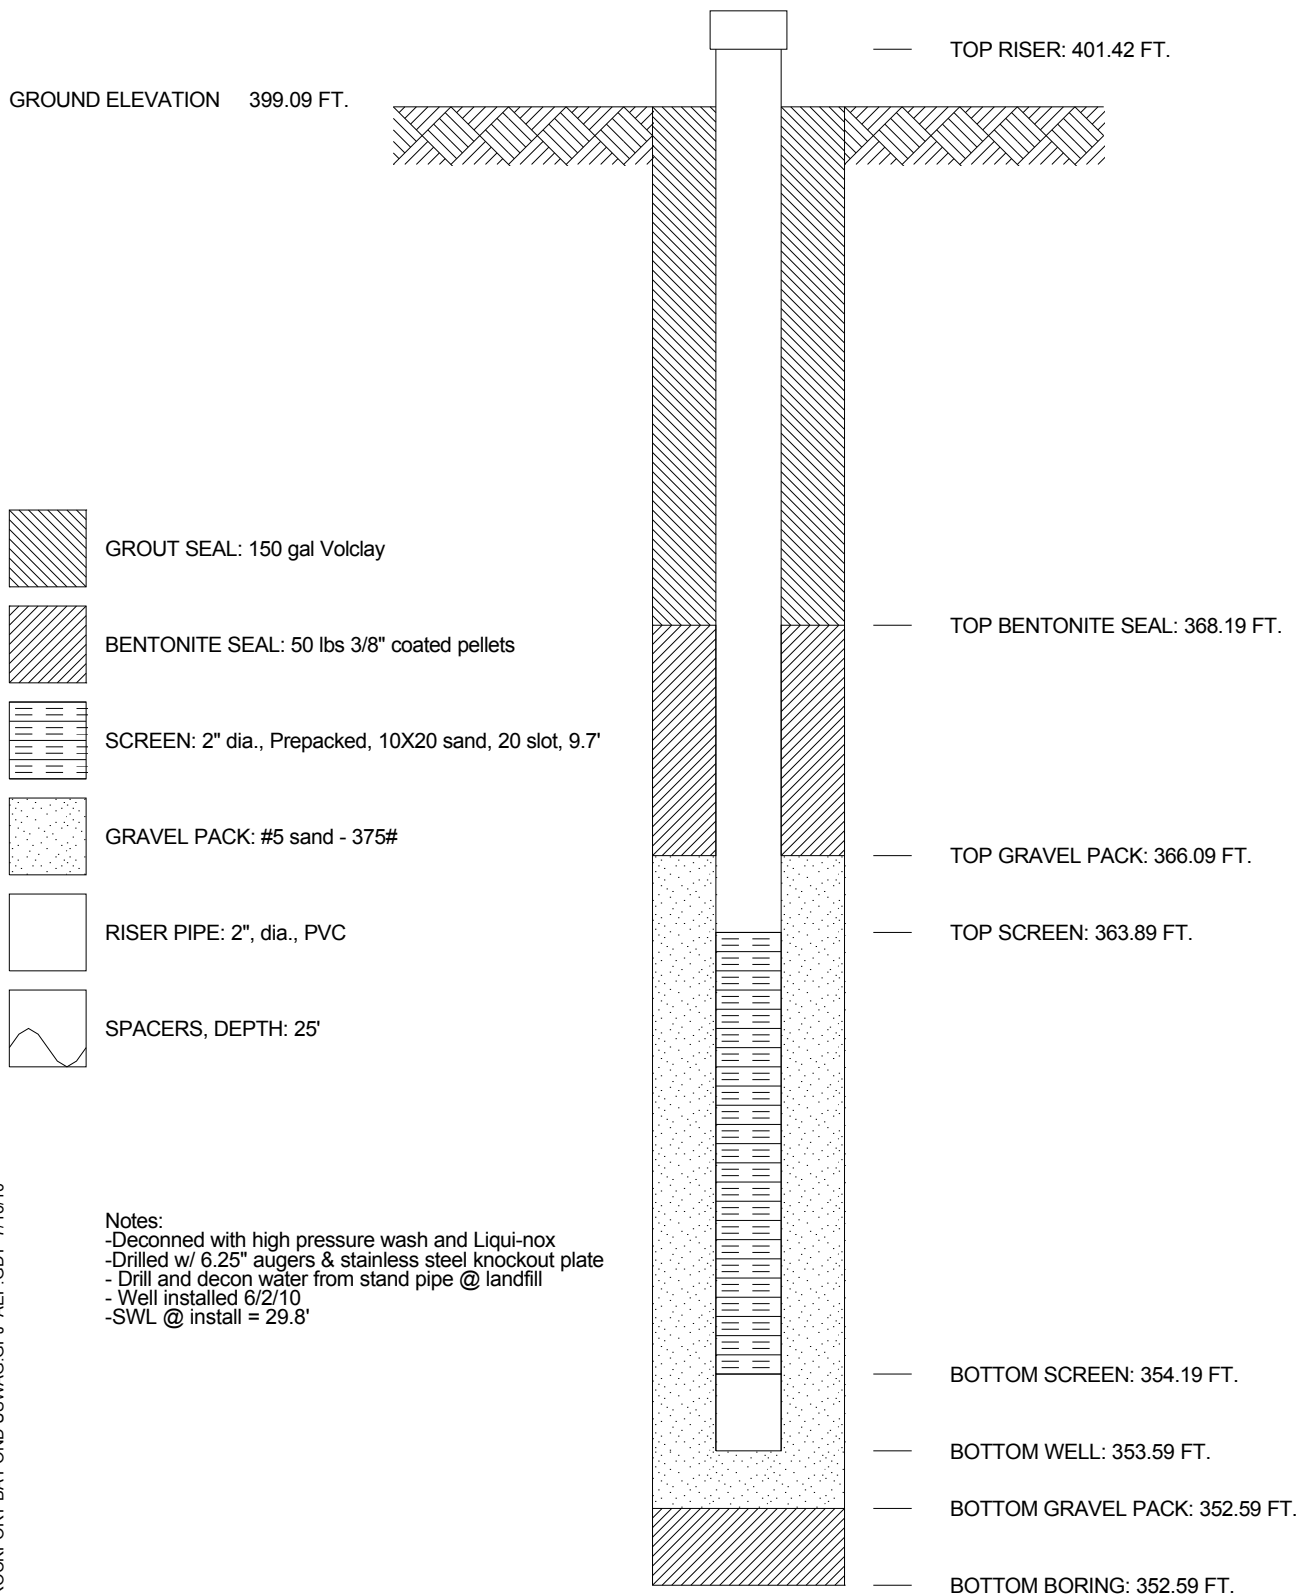 TOP RISER: 401.42 FT.
GROUND ELEVATION 399.09 FT.
GROUT SEAL: 150 gal Volclay
TOP BENTONITE SEAL: 368.19 FT.
BENTONITE SEAL: 50 lbs 3/8" coated pellets
SCREEN: 2" dia., Prepacked, 10X20 sand, 20 slot, 9.7'
GRAVEL PACK: #5 sand - 375#
TOP GRAVEL PACK: 366.09 FT.
RISER PIPE: 2", dia., PVC
TOP SCREEN: 363.89 FT.
SPACERS, DEPTH: 25'
Notes:
-Deconned with high pressure wash and Liqui-nox
-Drilled w/ 6.25" augers & stainless steel knockout plate
- Drill and decon water from stand pipe @ landfill
- Well installed 6/2/10
-SWL @ install = 29.8'
BOTTOM SCREEN: 354.19 FT.
BOTTOM WELL: 353.59 FT.
BOTTOM GRAVEL PACK: 352.59 FT.
BOTTOM BORING: 352.59 FT.